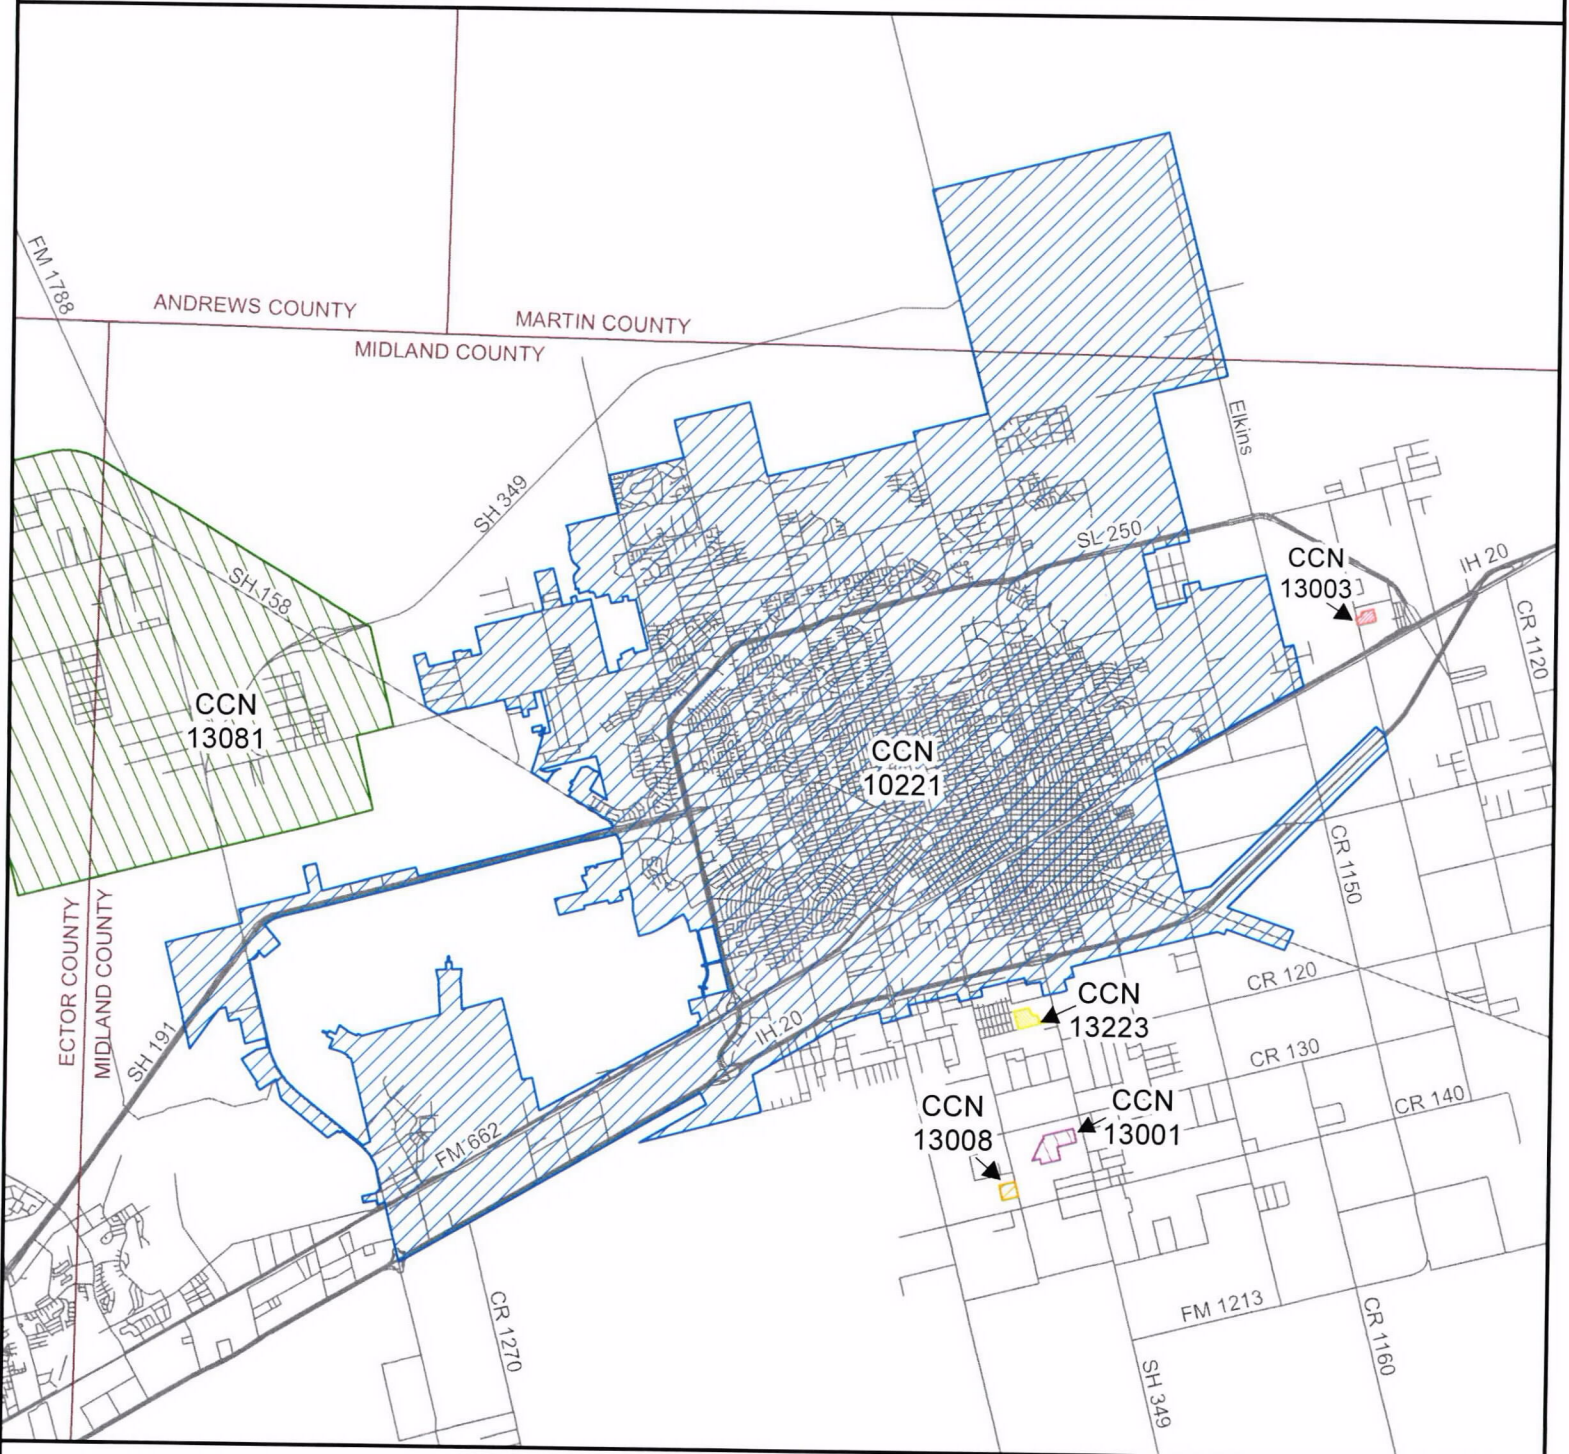 FM 1788
ANDREWS COUNTY
MARTIN COUNTY
MIDLAND COUNTY
Elkins
SH 349
SL 250
IH 20
CCN
13003
SH 158
CR 1120
CCN
13081
CCN
10221
CR 1150
ECTOR COUNTY
MIDLAND COUNTY
SH 191
CR 120
CCN
13223
IH 20
CR 130
CR 140
CCN
13008
CCN
13001
FM 662
CR 1270
FM 1213
CR 1160
SH 349